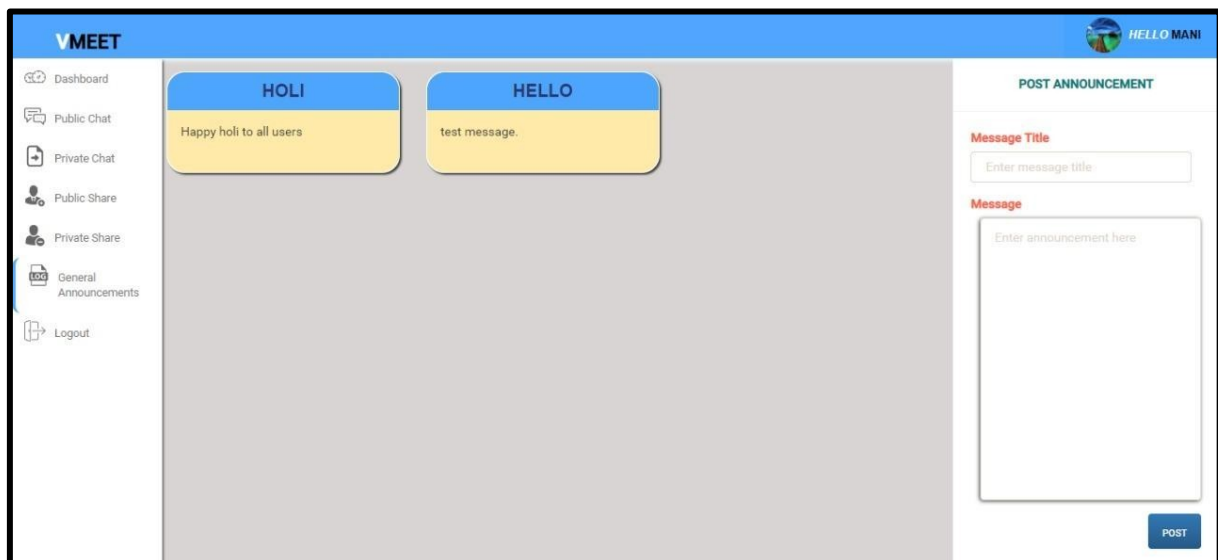 VMEET
HELLO MANI
Dashboard
Public Chat
Private Chat
Public Share
Private Share
LOG
General
Announcements
Logout
HOLI
Happy holi to all users
HELLO
test message.
POST ANNOUNCEMENT
Message Title
Enter message title
Message
Enter announcement here
POST